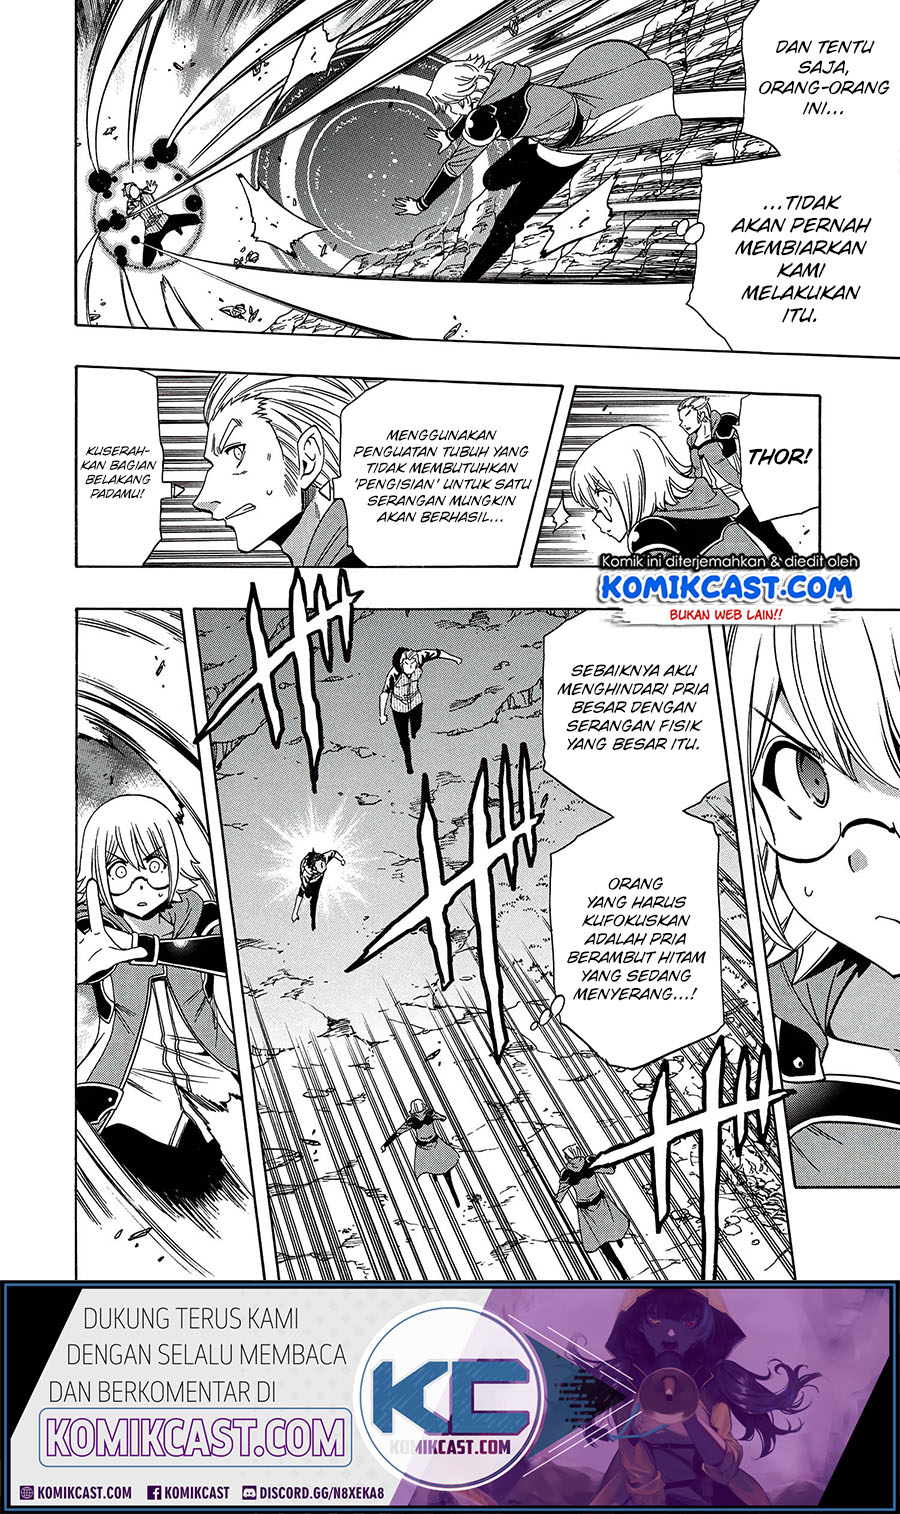 DAN TENTU
SAJA,
ORANG-ORANG
INI...
...TIDAK
AKAN PERNAH
MEMBIARKAN
KAMI
MELAKUKAN
ITU.
THOR!
MENGGUNAKAN
PENGUATAN TUBUH YANG
TIDAK MEMBUTUHKAN
'PENGISIAN' UNTUK SATU
SERANGAN MUNGKIN
AKAN BERHASIL...
KUSERAH-
KAN BAGIAN
BELAKANG
PADAMU!
Komik ini diterjemahkan & diedit oleh
KOMIKCAST.COM
BUKAN WEB LAIN!!
SEBAIKNYA AKU
MENGHINDARI PRIA
BESAR DENGAN
SERANGAN FISIK
YANG BESAR ITU.
ORANG
YANG HARUS
KUFOKUSKAN
ADALAH PRIA
BERAMBUT HITAM
YANG SEDANG
MENYERANG...!
DUKUNG TERUS KAMI
DENGAN SELALU MEMBACA
DAN BERKOMENTAR DI
KOMIKCAST.COM
KC
KOMIKCAST.COM
KOMIKCAST.COM KOMIKCAST DISCORD.GG/N8XEKA8